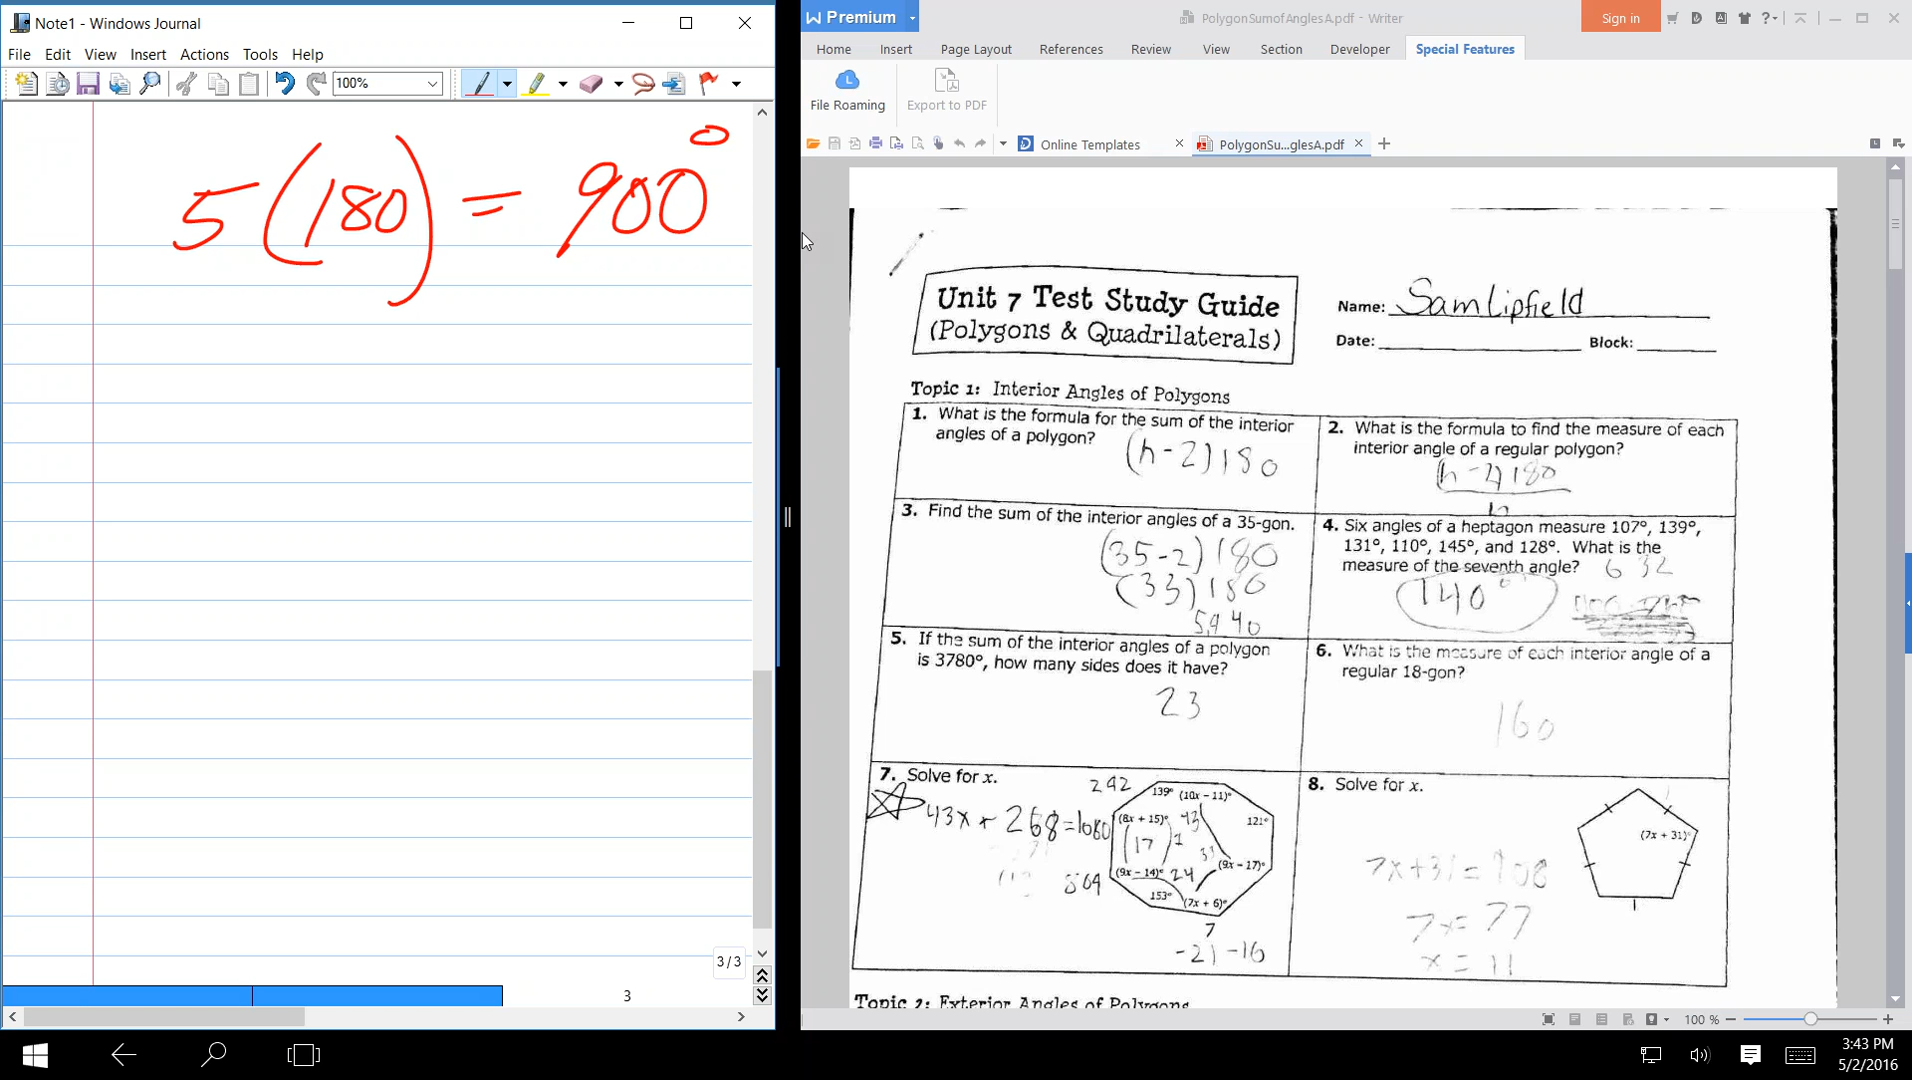 Note1 - Windows Journal
File Edit View Insert Actions Tools Help
100%
5(180) = 900°
3/3
3
Premium
PolygonSumofAnglesA.pdf - Writer
Sign in
Home Insert Page Layout References Review View Section Developer Special Features
File Roaming
Export to PDF
Online Templates
PolygonSu...glesA.pdf
Unit 7 Test Study Guide
(Polygons & Quadrilaterals)
Name: Sam Lipfield
Date: Block:
Topic 1: Interior Angles of Polygons
1. What is the formula for the sum of the interior
angles of a polygon?
(n-2)180
2. What is the formula to find the measure of each
interior angle of a regular polygon?
(n-2)180
n
3. Find the sum of the interior angles of a 35-gon.
(35-2)180
(33)180
5,940
4. Six angles of a heptagon measure 107°, 139°,
131°, 110°, 145°, and 128°. What is the
measure of the seventh angle?
632
140°
5. If the sum of the interior angles of a polygon
is 3780°, how many sides does it have?
23
6. What is the measure of each interior angle of a
regular 18-gon?
160
7. Solve for x.
242
43x + 268 = 1080
809
139° (10x - 11)°
(8x + 15)° 43
121°
(17)
33
(9x - 17)°
(9x - 14)° 24
153° (7x + 6)°
7
-21 -16
8. Solve for x.
(7x + 31)°
7x+31=108
7x=77
x=11
Topic 2: Exterior Angles of Polygons
100 %
3:43 PM
5/2/2016